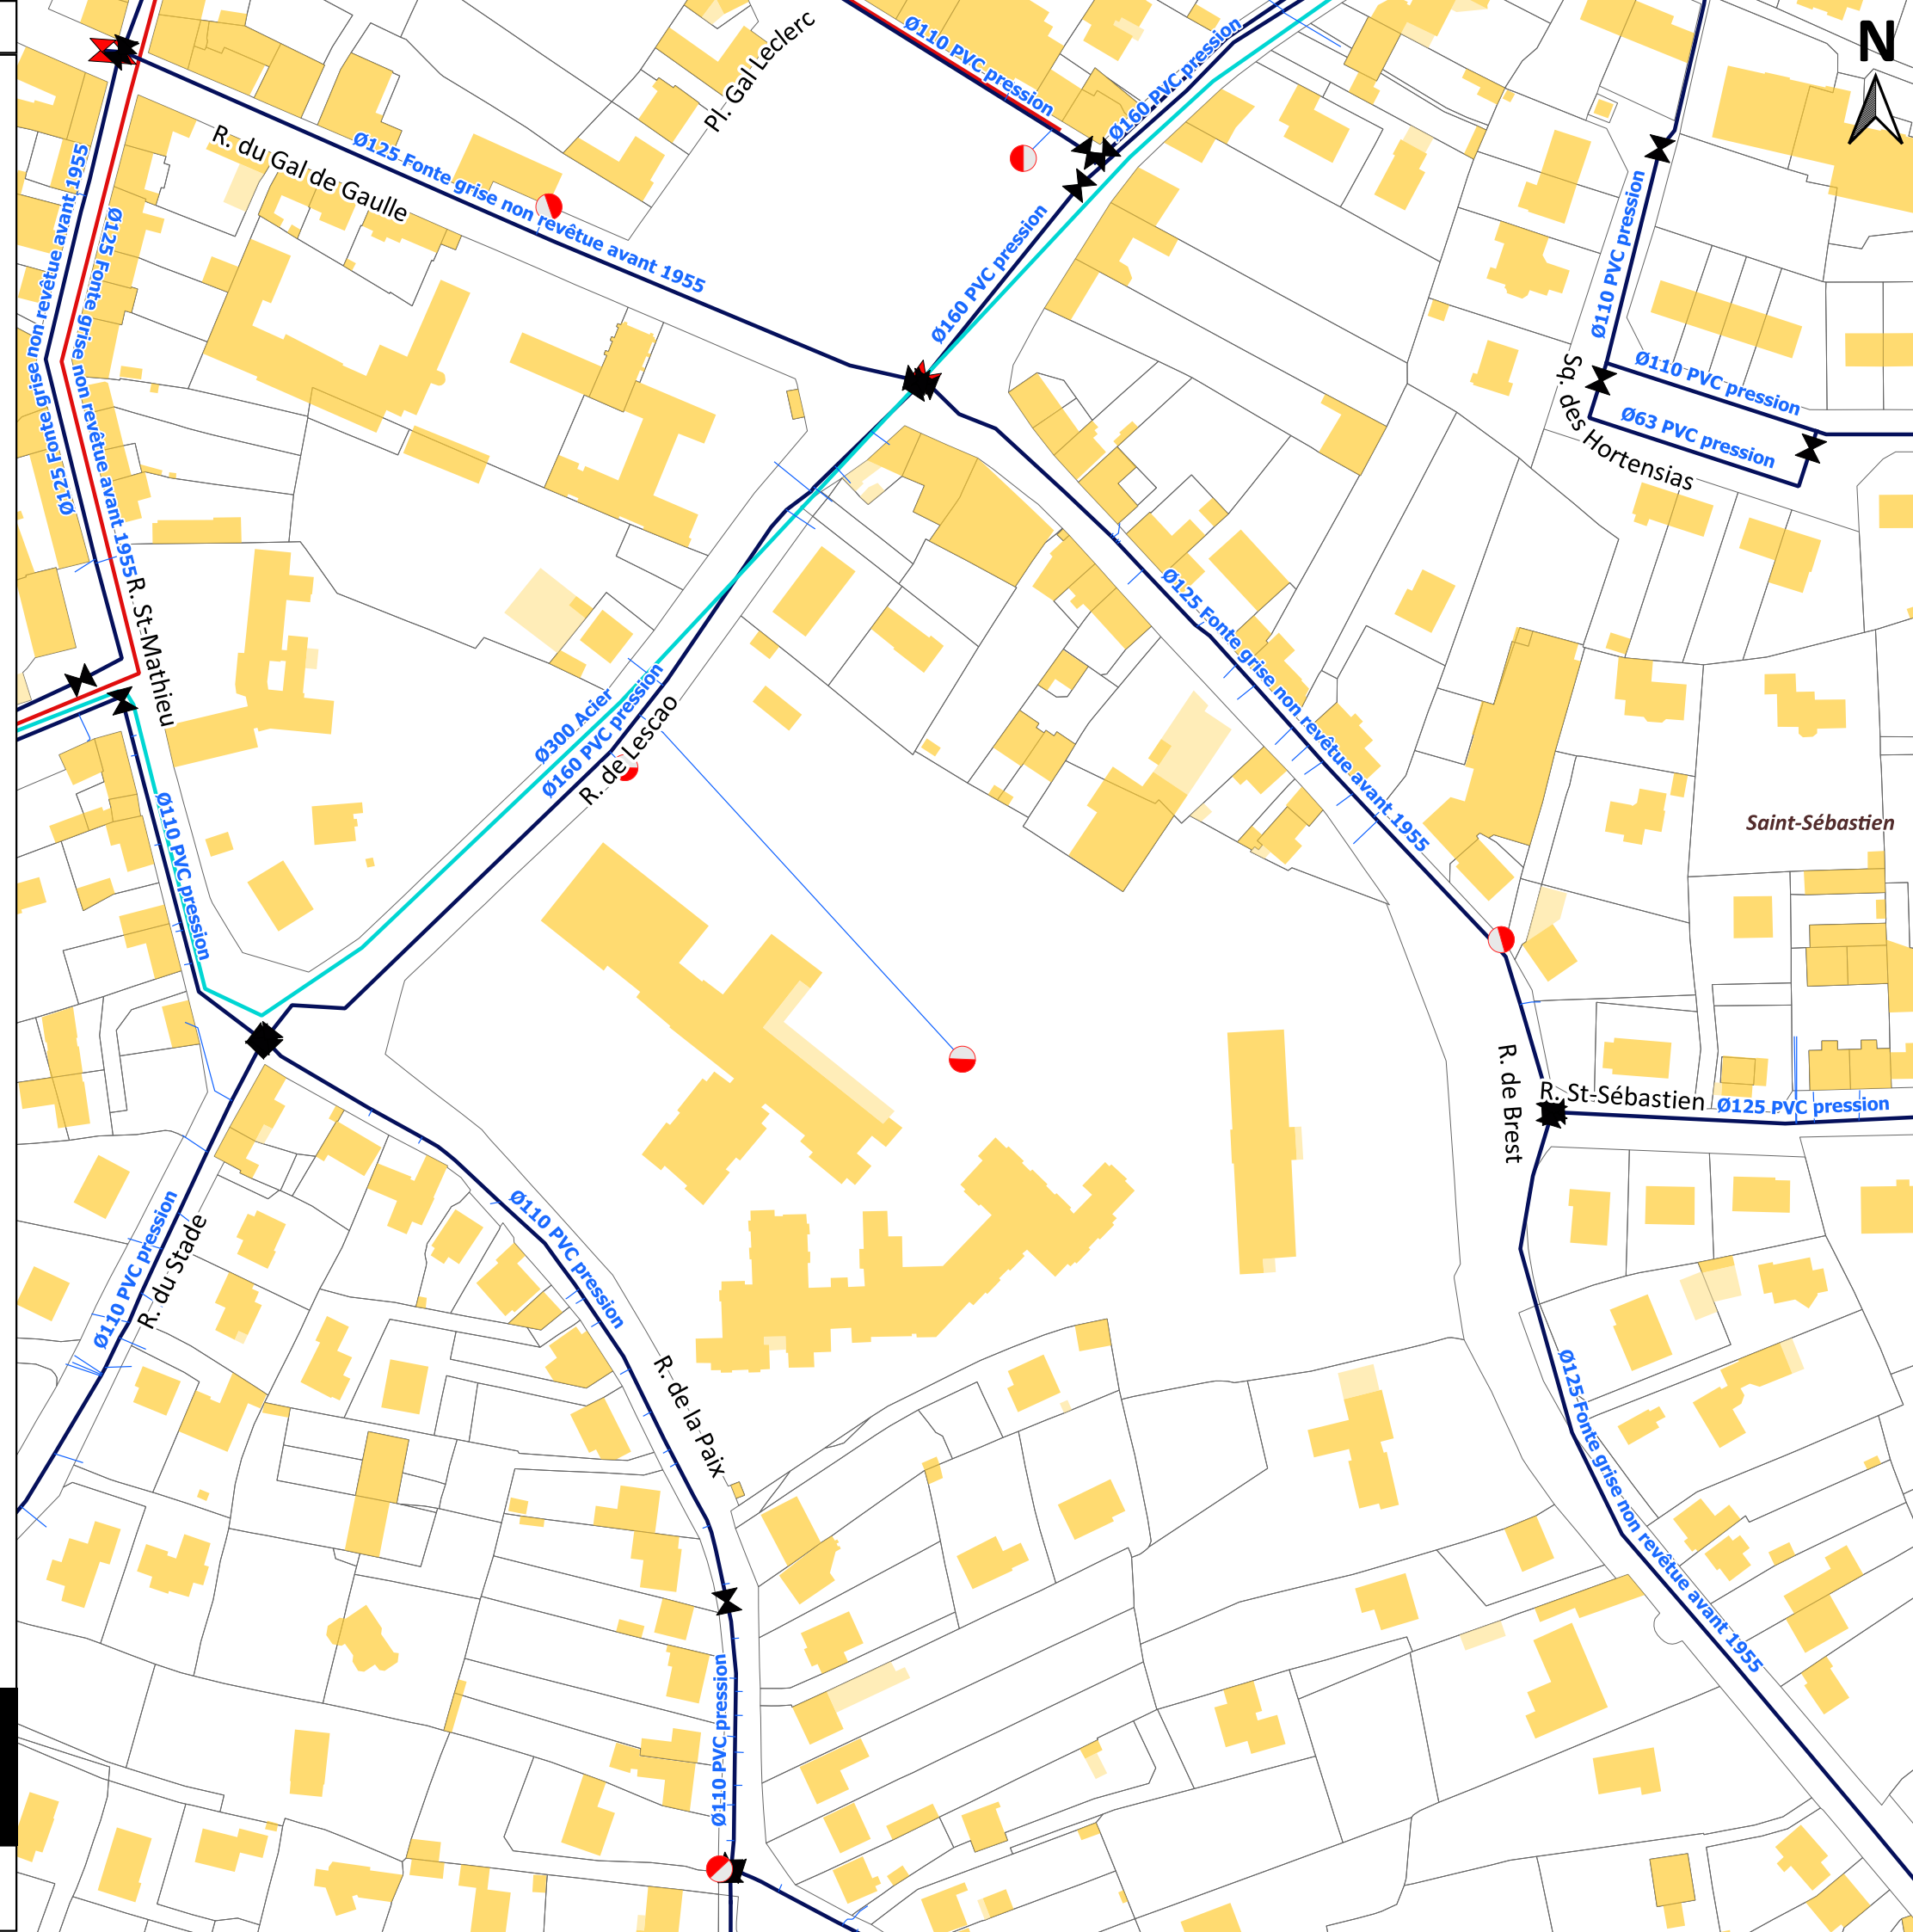 N
Pl. Gal Leclerc
Ø110 PVC pression
Ø160 PVC pression
R. du Gal de Gaulle
Ø125 Fonte grise non revêtue avant 1955
Ø125 Fonte grise non revêtue avant 1955
Ø125 Fonte grise non revêtue avant 1955
Ø160 PVC pression
Ø110 PVC pression
Ø110 PVC pression
Ø63 PVC pression
Sq. des Hortensias
R. St-Mathieu
Ø125 Fonte grise non revêtue avant 1955
Ø300 Acier
Ø160 PVC pression
R. de Lescao
Ø110 PVC pression
Saint-Sébastien
R. de Brest
R. St-Sébastien
Ø125 PVC pression
Ø110 PVC pression
R. du Stade
Ø110 PVC pression
R. de la Paix
Ø125 Fonte grise non revêtue avant 1955
Ø110 PVC pression